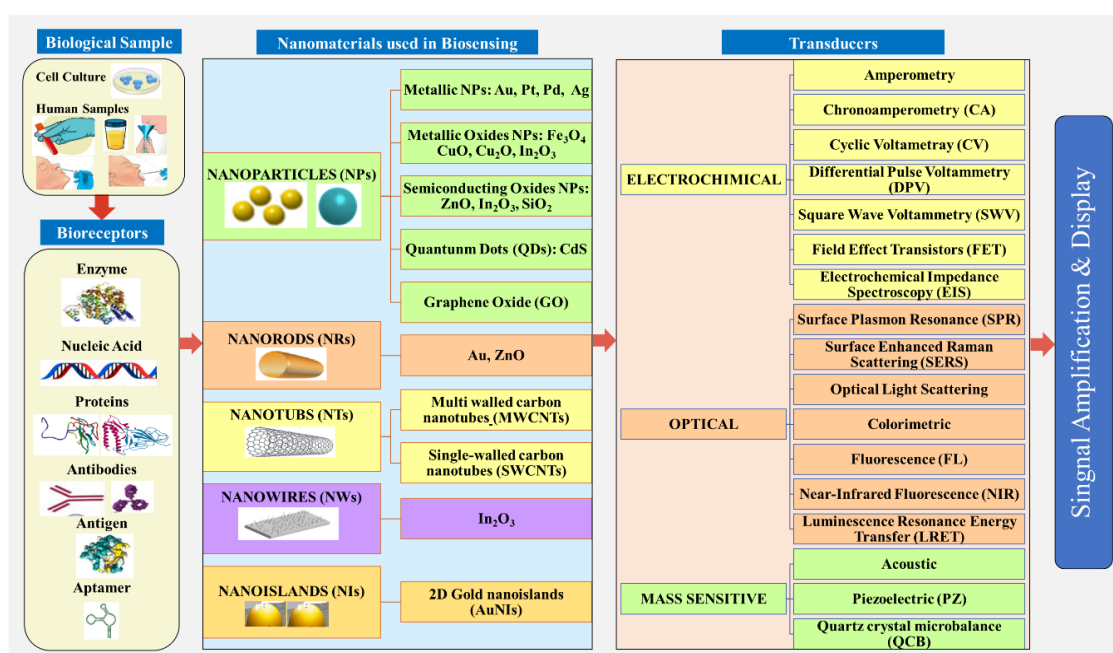 Biological Sample
Cell Culture
Human Samples
Bioreceptors
Enzyme
Nucleic Acid
Proteins
Antibodies
Antigen
Aptamer
Nanomaterials used in Biosensing
NANOPARTICLES (NPs)
Metallic NPs: Au, Pt, Pd, Ag
Metallic Oxides NPs: Fe₃O₄
CuO, Cu₂O, In₂O₃
Semiconducting Oxides NPs:
ZnO, In₂O₃, SiO₂
Quantunm Dots (QDs): CdS
Graphene Oxide (GO)
NANORODS (NRs)
Au, ZnO
NANOTUBS (NTs)
Multi walled carbon
nanotubes (MWCNTs)
Single-walled carbon
nanotubes (SWCNTs)
NANOWIRES (NWs)
In₂O₃
NANOISLANDS (NIs)
2D Gold nanoislands
(AuNIs)
Transducers
ELECTROCHIMICAL
Amperometry
Chronoamperometry (CA)
Cyclic Voltametray (CV)
Differential Pulse Voltammetry
(DPV)
Square Wave Voltammetry (SWV)
Field Effect Transistors (FET)
Electrochemical Impedance
Spectroscopy (EIS)
OPTICAL
Surface Plasmon Resonance (SPR)
Surface Enhanced Raman
Scattering (SERS)
Optical Light Scattering
Colorimetric
Fluorescence (FL)
Near-Infrared Fluorescence (NIR)
Luminescence Resonance Energy
Transfer (LRET)
MASS SENSITIVE
Acoustic
Piezoelectric (PZ)
Quartz crystal microbalance
(QCB)
Singnal Amplification & Display